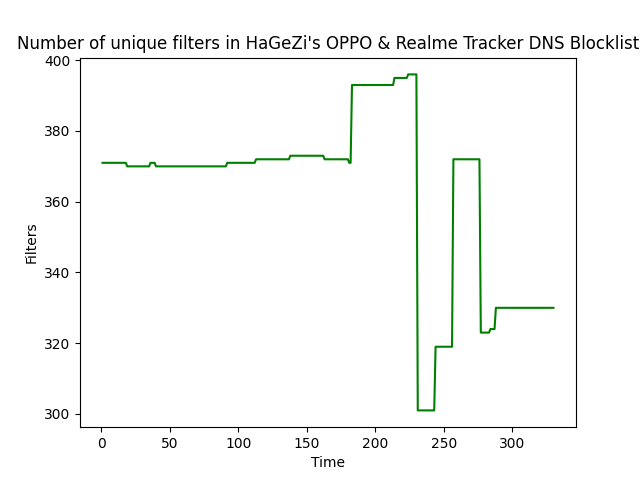 Number of unique filters in HaGeZi's OPPO & Realme Tracker DNS Blocklist
400
380
360
340
320
300
Filters
0 50 100 150 200 250 300
Time